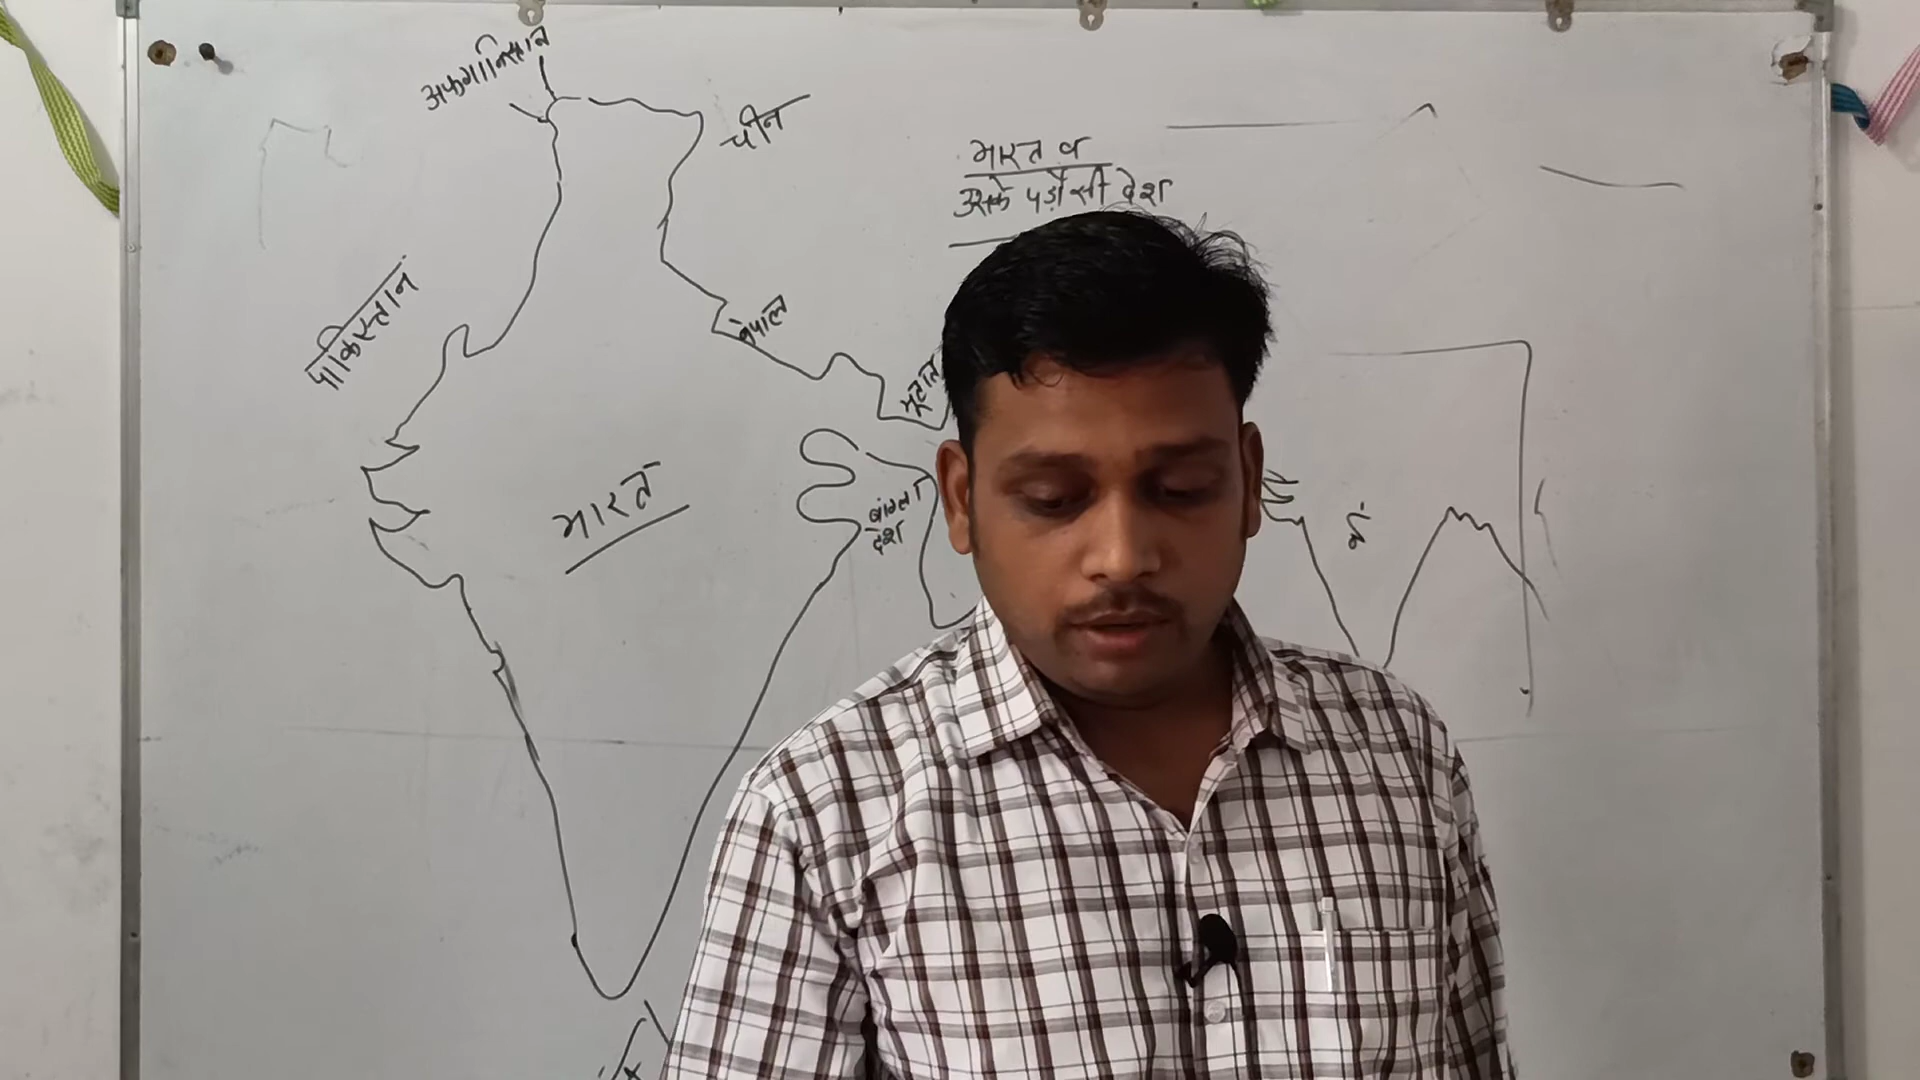 अफगानिस्तान
चीन
भारत व
उसके पड़ौसी देश
पाकिस्तान
नेपाल
भूटान
भारत
बांग्ला
देश